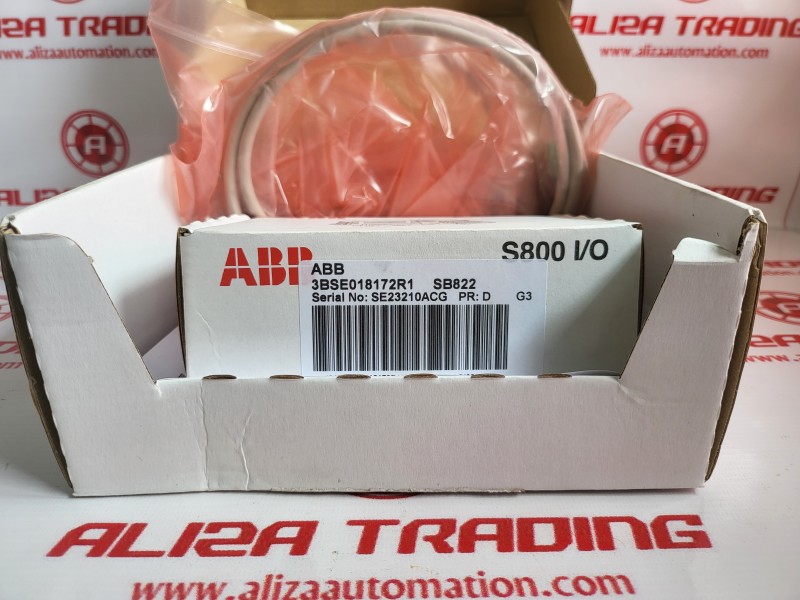 ALIZA TRADING
www.alizaautomation.com
ALIZA TRADING
www.alizaautomation.com
A
A
TRADING
ABB
S800 I/O
ABB
3BSE018172R1 SB822
Serial No: SE23210ACG PR: D G3
ALIZA TRADING
www.alizaautomation.com